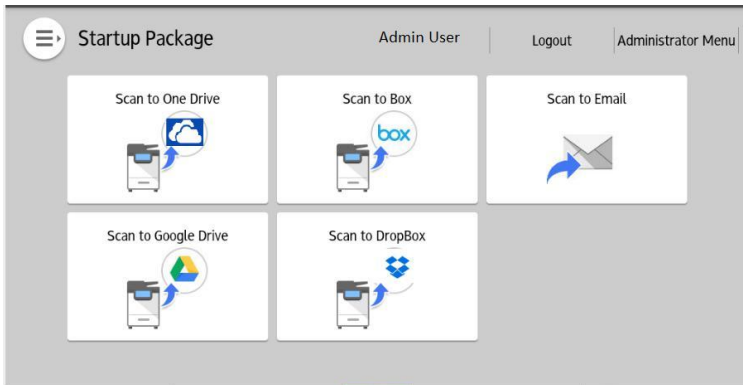 Startup Package
Admin User
Logout
Administrator Menu
Scan to One Drive
Scan to Box
box
Scan to Email
Scan to Google Drive
Scan to DropBox